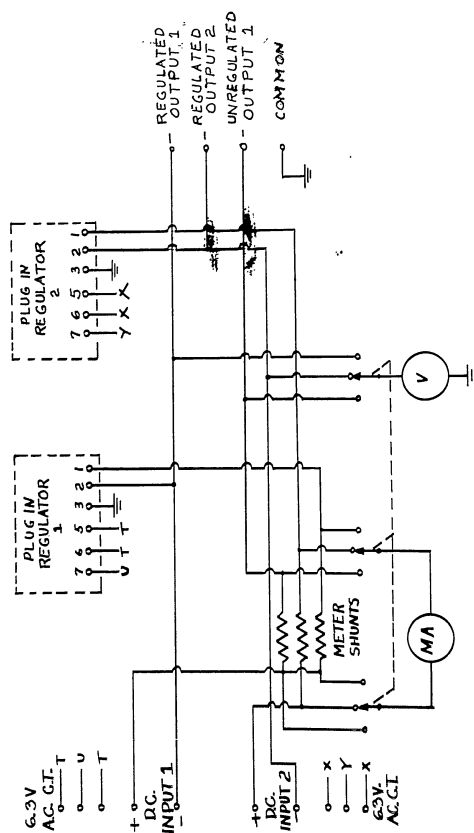 6.3V.
A.C. C.T.
T
U
T
+
D.C.
INPUT 1
-
+
D.C.
INPUT 2
-
X
Y
X
6.3V.
A.C. C.T.
PLUG IN
REGULATOR
1
7 6 5 3 2 1
U T T
PLUG IN
REGULATOR
2
7 6 5 3 2 1
Y X X
METER
SHUNTS
MA
V
- REGULATED
OUTPUT 1
- REGULATED
OUTPUT 2
- UNREGULATED
OUTPUT 1
COMMON